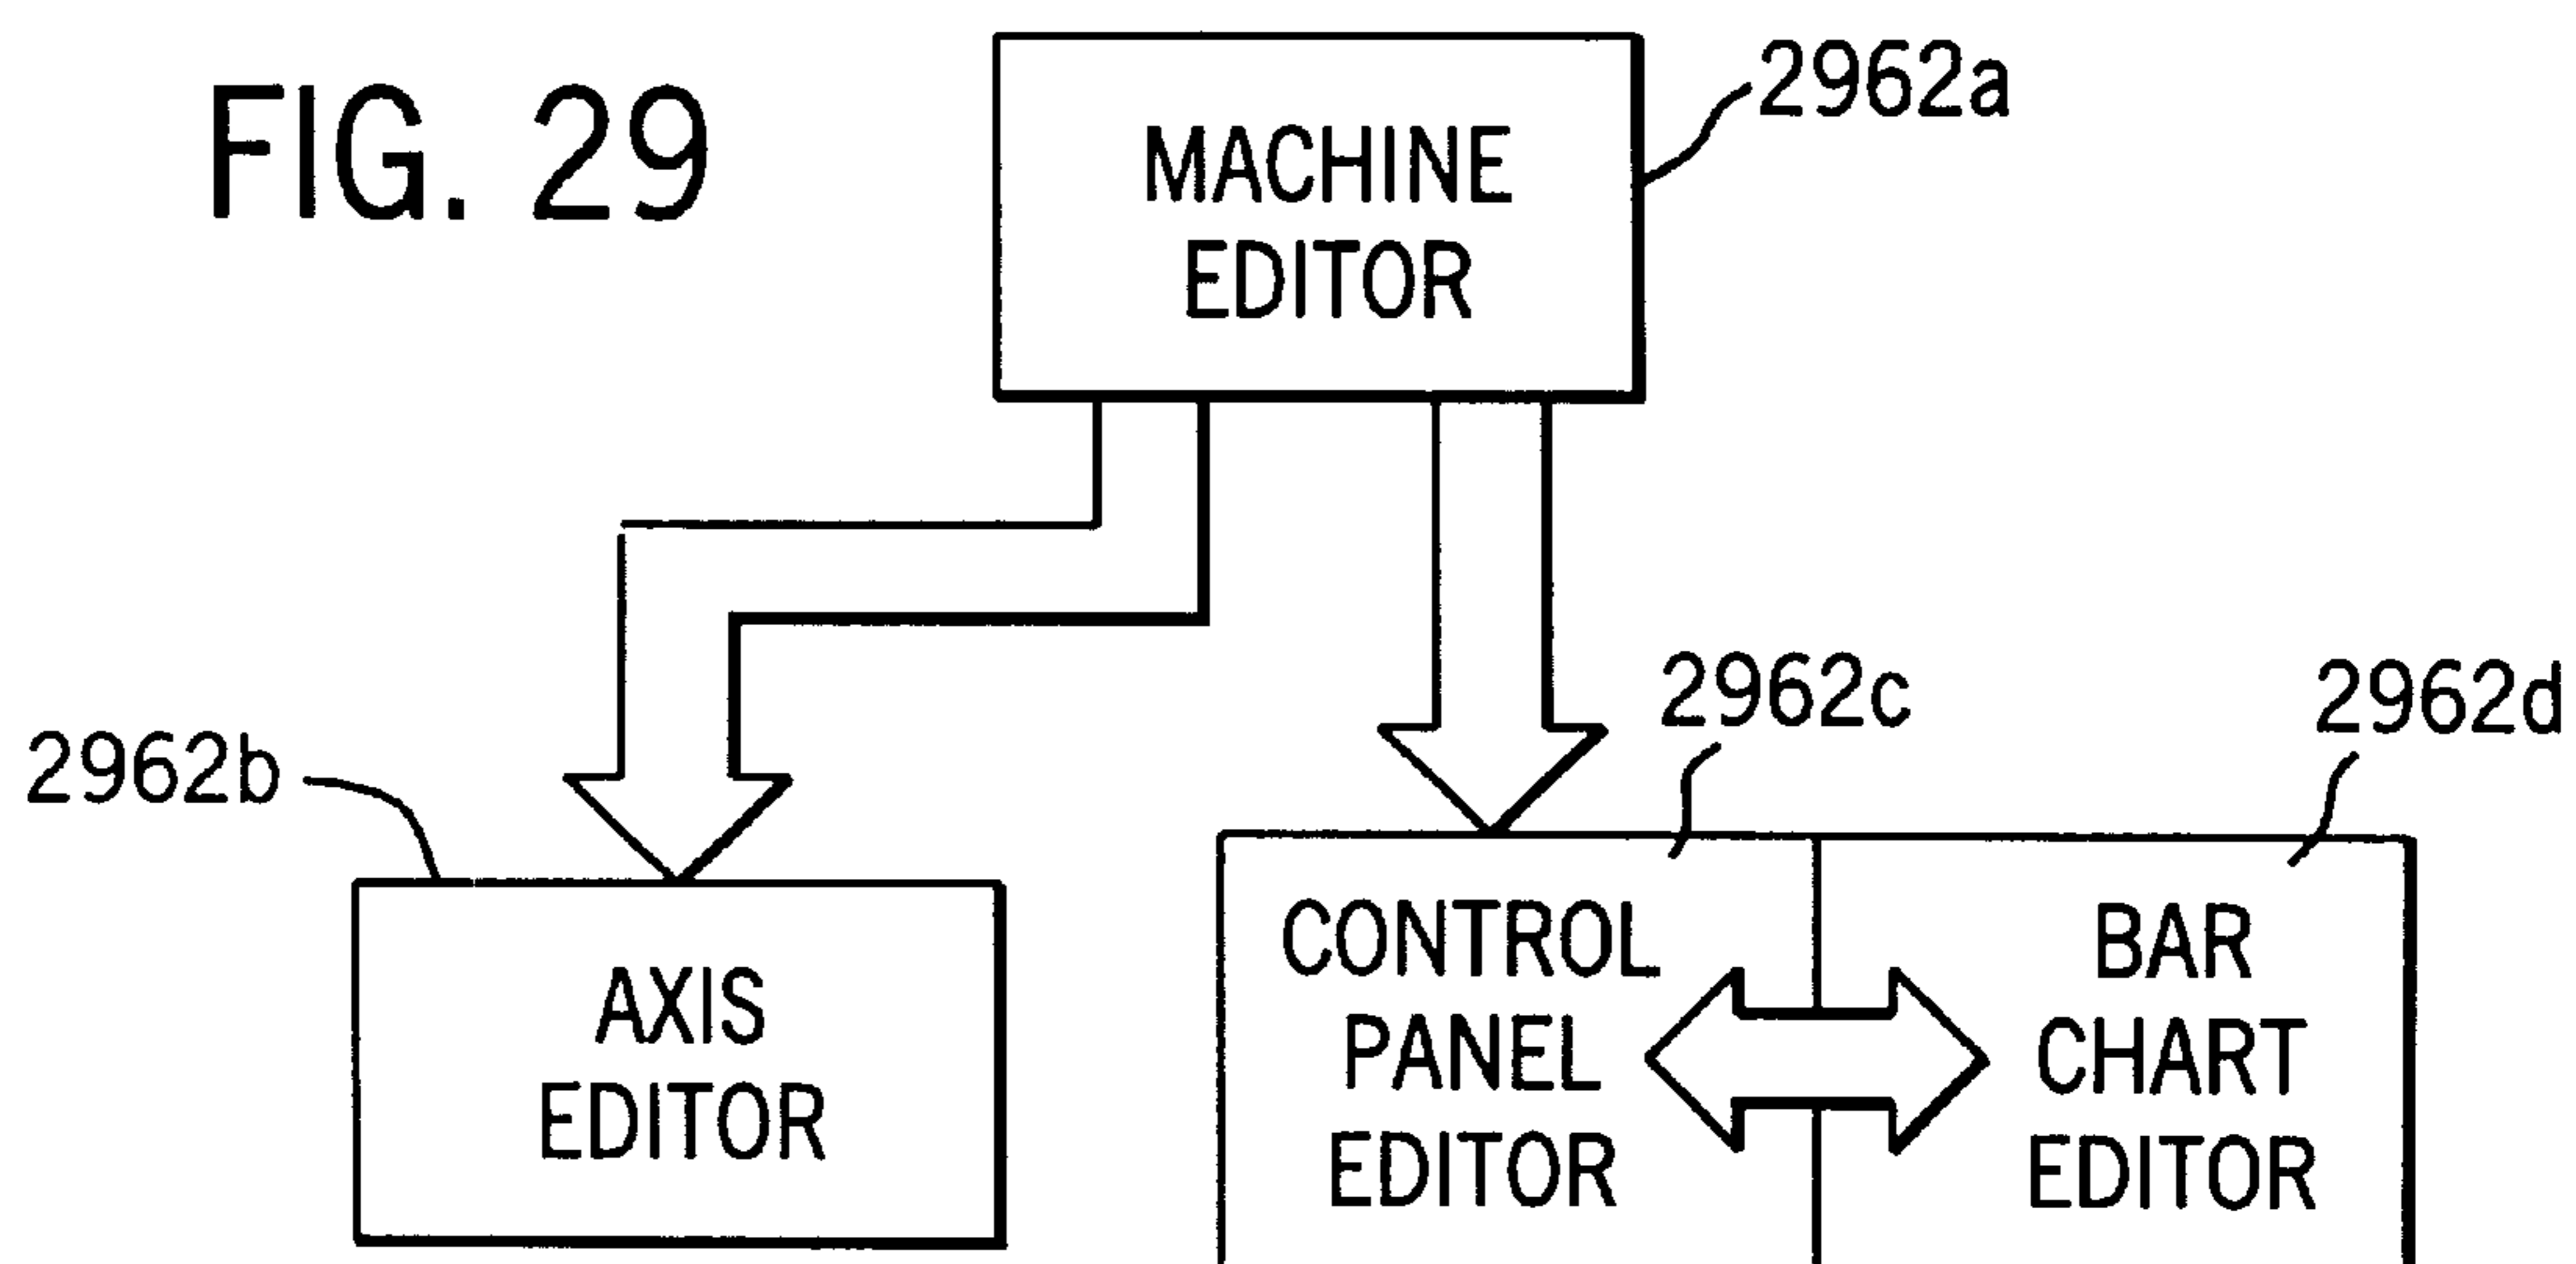 FIG. 29
2962a
MACHINE
EDITOR
2962b
2962c
2962d
AXIS
EDITOR
CONTROL
PANEL
EDITOR
BAR
CHART
EDITOR